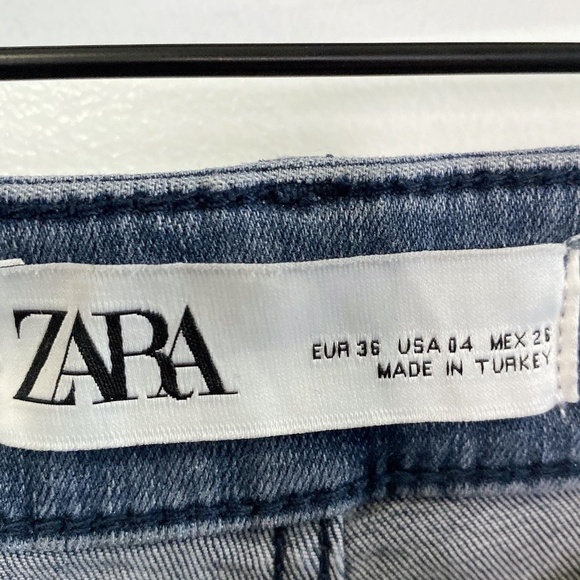 ZARA
EUR 36 USA 04 MEX 26
MADE IN TURKEY